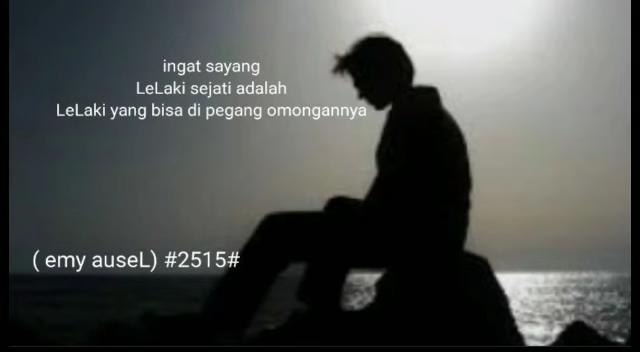 ingat sayang
LeLaki sejati adalah
LeLaki yang bisa di pegang omongannya
( emy auseL) #2515#